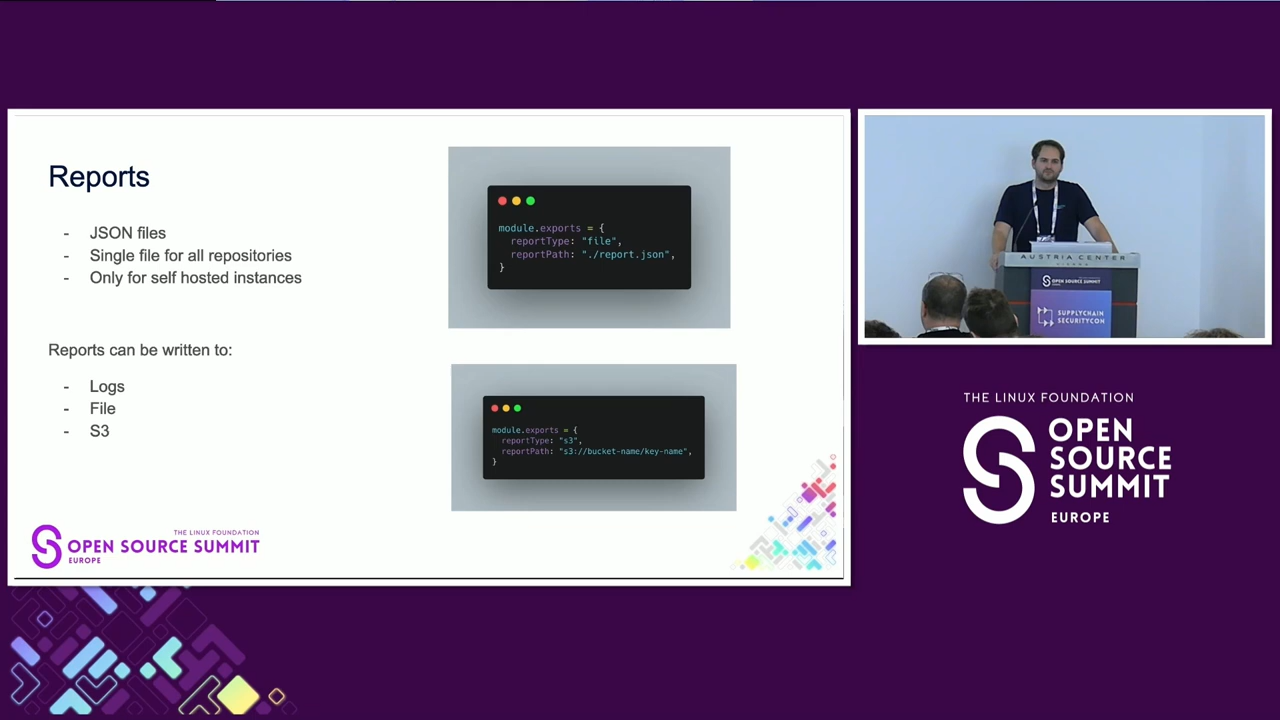 Reports
- JSON files
- Single file for all repositories
- Only for self hosted instances
Reports can be written to:
- Logs
- File
- S3
module.exports = {
reportType: "file",
reportPath: "./report.json",
}
module.exports = {
reportType: "s3",
reportPath: "s3://bucket-name/key-name",
}
THE LINUX FOUNDATION
OPEN SOURCE SUMMIT
EUROPE
AUSTRIA CENTER
OPEN SOURCE SUMMIT
SUPPLYCHAIN
SECURITYCON
THE LINUX FOUNDATION
OPEN
SOURCE
SUMMIT
EUROPE